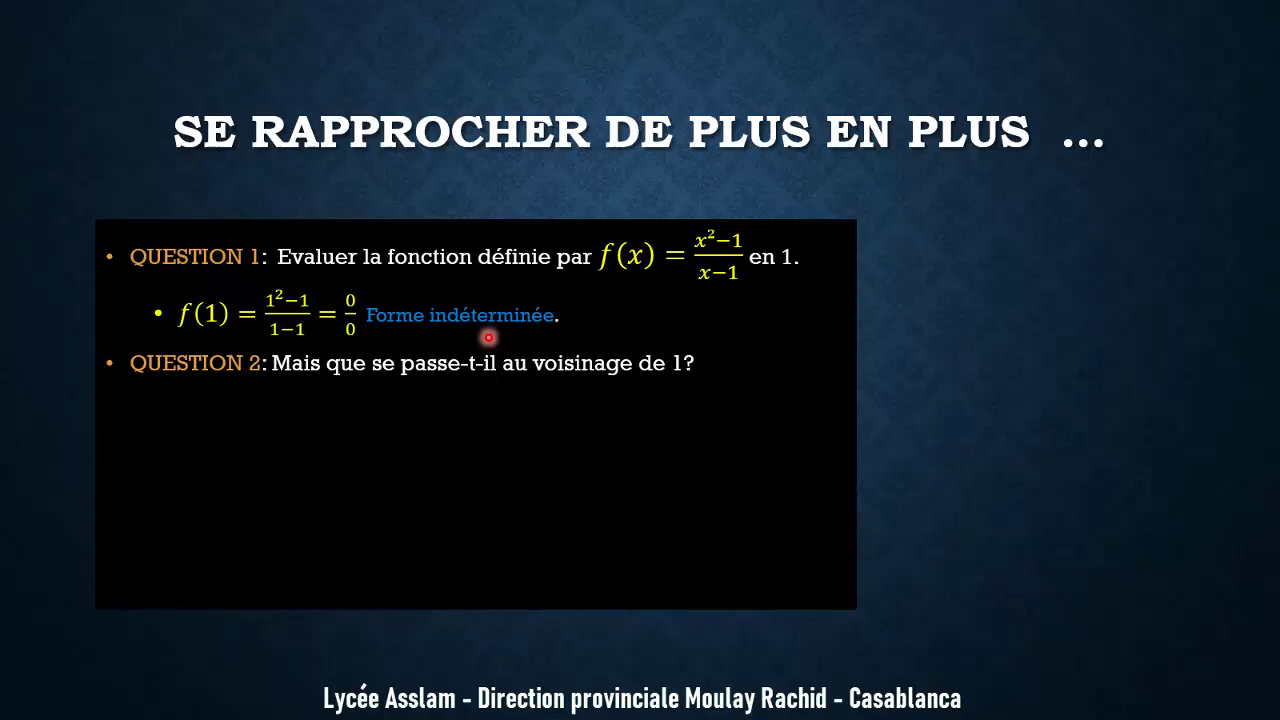 SE RAPPROCHER DE PLUS EN PLUS ...
• QUESTION 1: Evaluer la fonction définie par f(x) = (x²−1)/(x−1) en 1.
• f(1) = (1²−1)/(1−1) = 0/0 Forme indéterminée.
• QUESTION 2: Mais que se passe-t-il au voisinage de 1?
Lycée Asslam - Direction provinciale Moulay Rachid - Casablanca